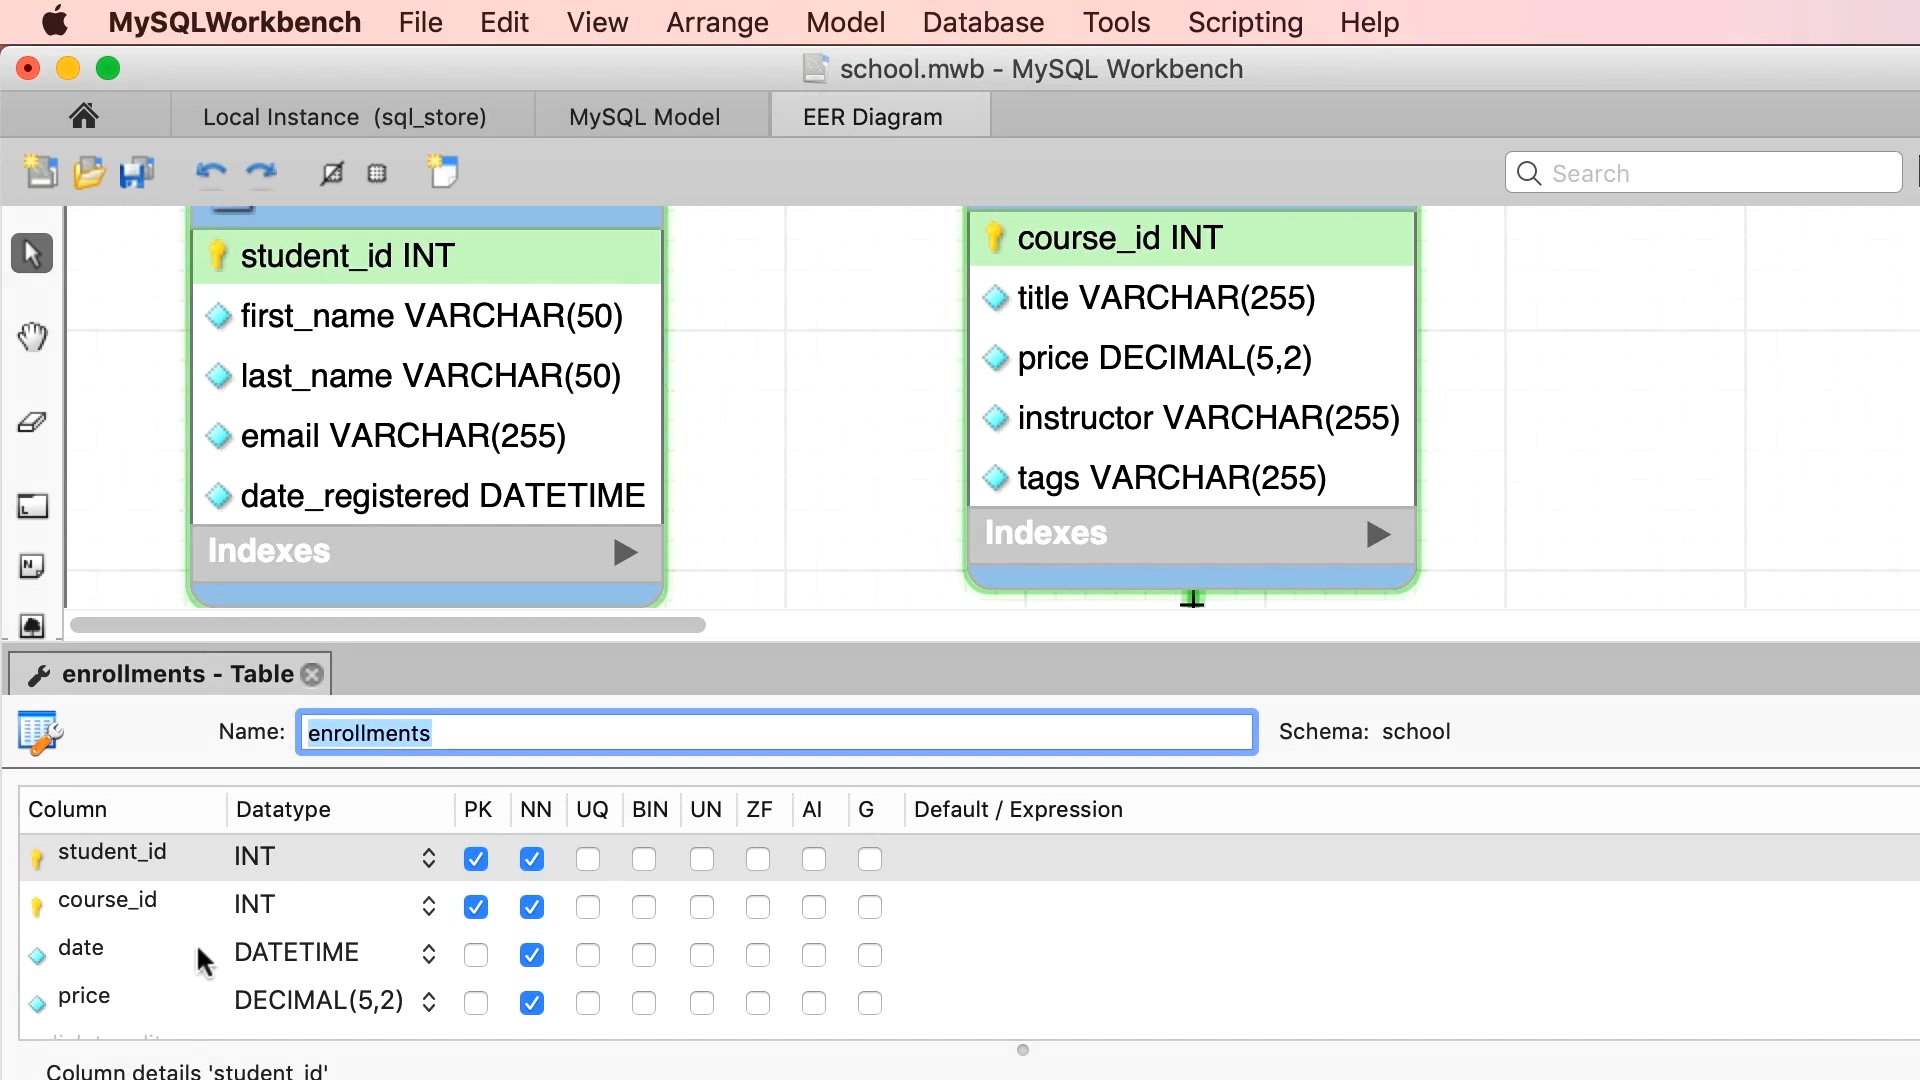 MySQLWorkbench File Edit View Arrange Model Database Tools Scripting Help
school.mwb - MySQL Workbench
Local Instance (sql_store) MySQL Model EER Diagram
Search
student_id INT
first_name VARCHAR(50)
last_name VARCHAR(50)
email VARCHAR(255)
date_registered DATETIME
Indexes
course_id INT
title VARCHAR(255)
price DECIMAL(5,2)
instructor VARCHAR(255)
tags VARCHAR(255)
Indexes
enrollments - Table
Name: enrollments Schema: school
Column Datatype PK NN UQ BIN UN ZF AI G Default / Expression
student_id INT
course_id INT
date DATETIME
price DECIMAL(5,2)
Column details 'student_id'